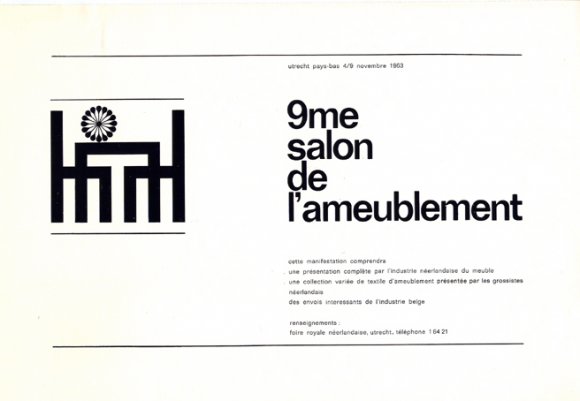 utrecht pays-bas 4/9 novembre 1963
9me
salon
de
l'ameublement
cette manifestation comprendra
une présentation complète par l'industrie néerlandaise du meuble
une collection variée de textile d'ameublement présentée par les grossistes
néerlandais
des envois interessants de l'industrie belge
renseignements:
foire royale néerlandaise, utrecht, téléphone 1 64 21